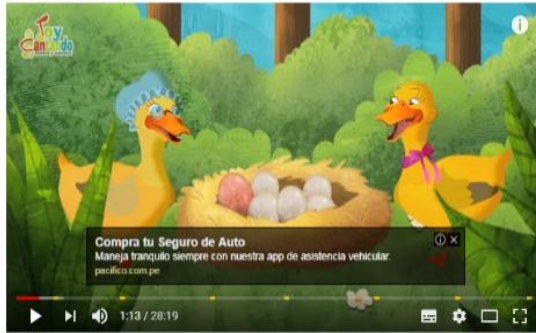 Toy
Cantando
Compra tu Seguro de Auto
Maneja tranquilo siempre con nuestra app de asistencia vehicular.
pacifico.com.pe
1:13 / 28:19